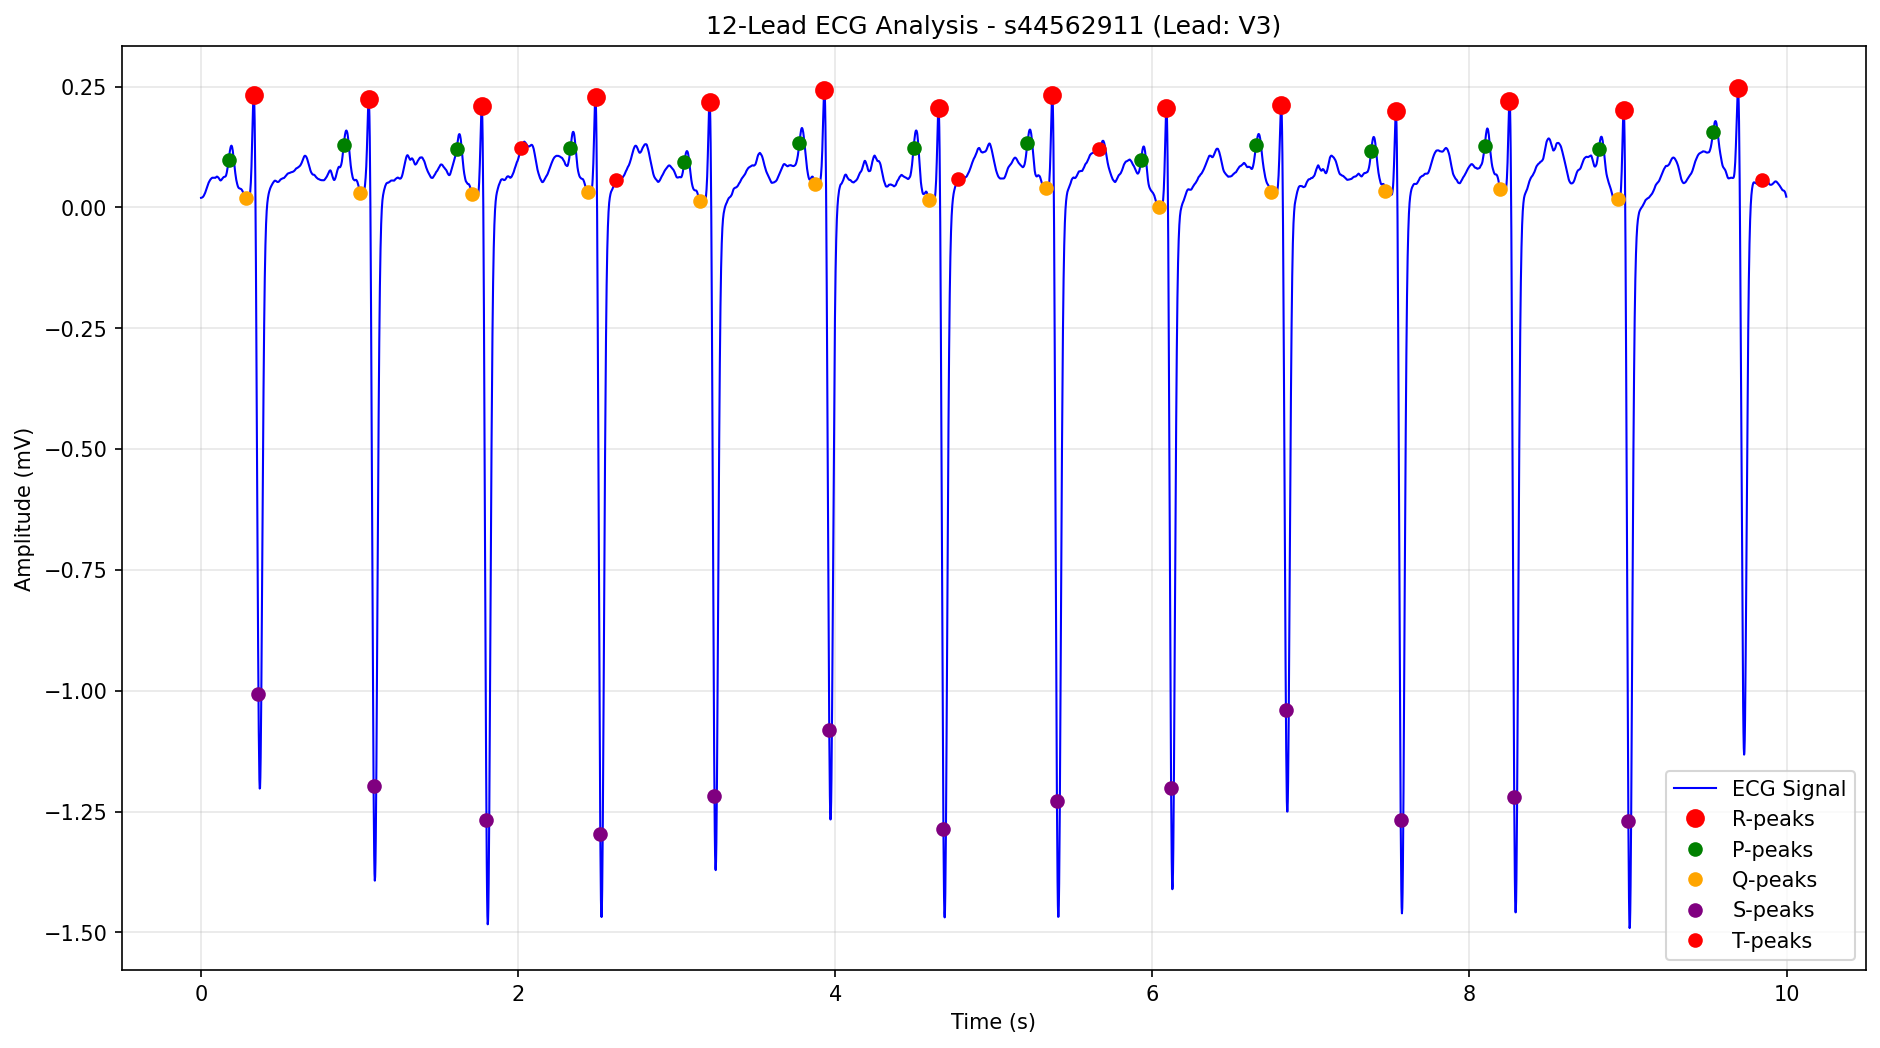 12-Lead ECG Analysis - s44562911 (Lead: V3)
Amplitude (mV)
0.25
0.00
−0.25
−0.50
−0.75
−1.00
−1.25
−1.50
ECG Signal
R-peaks
P-peaks
Q-peaks
S-peaks
T-peaks
0 2 4 6 8 10
Time (s)